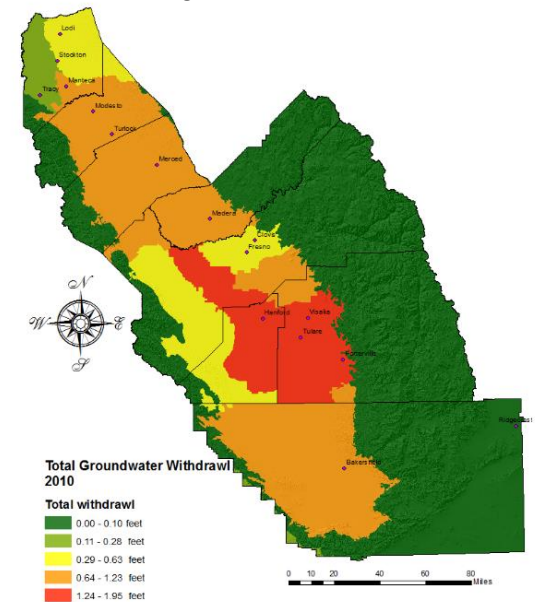 Lodi
Stockton
Manteca
Tracy
Modesto
Turlock
Merced
Madera
Clovis
Fresno
Hanford
Visalia
Tulare
Porterville
Ridgecrest
Bakersfield
N
W E
S
Total Groundwater Withdrawl
2010
Total withdrawl
0.00 - 0.10 feet
0.11 - 0.28 feet
0.29 - 0.63 feet
0.64 - 1.23 feet
1.24 - 1.95 feet
0 10 20 40 60 80
Miles